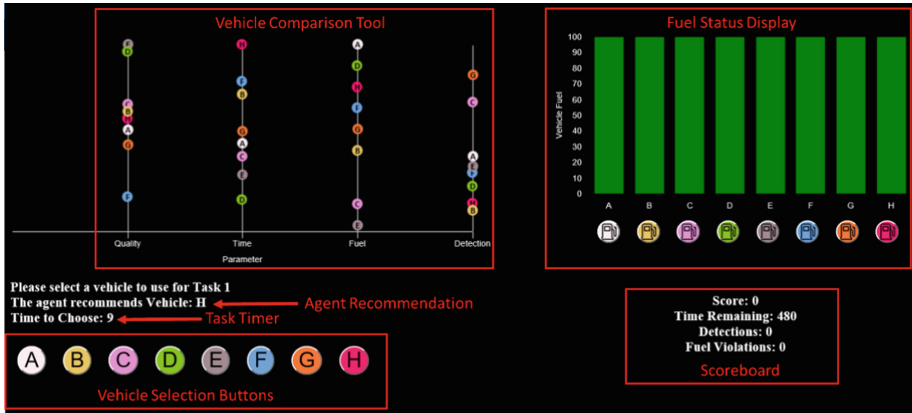 Vehicle Comparison Tool
E
D
C
B
H
A
G
F
H
F
B
G
A
C
E
D
A
D
H
F
G
B
C
E
G
C
A
E
F
D
H
B
Quality Time Fuel Detection
Parameter
Fuel Status Display
Vehicle Fuel
100
90
80
70
60
50
40
30
20
10
0
A B C D E F G H
Please select a vehicle to use for Task 1
The agent recommends Vehicle: H
Agent Recommendation
Time to Choose: 9
Task Timer
A B C D E F G H
Vehicle Selection Buttons
Score: 0
Time Remaining: 480
Detections: 0
Fuel Violations: 0
Scoreboard